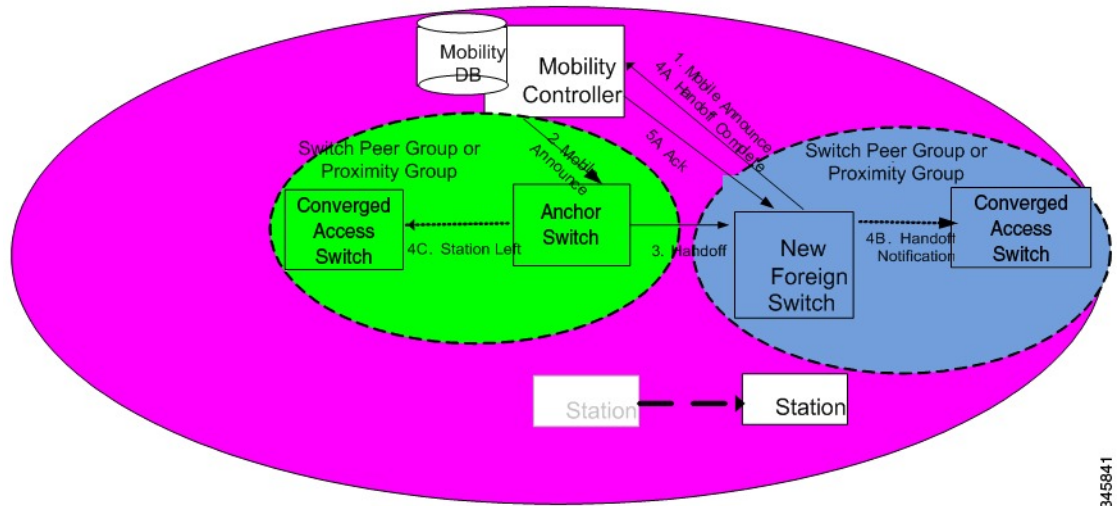 Mobility
DB
Mobility
Controller
1. Mobile Announce
4A Handoff Complete
5A Ack
2. Mobile
Announce
Switch Peer Group or
Proximity Group
Converged
Access
Switch
4C. Station Left
Anchor
Switch
3. Handoff
Switch Peer Group or
Proximity Group
New
Foreign
Switch
4B. Handoff
Notification
Converged
Access
Switch
Station
Station
345841